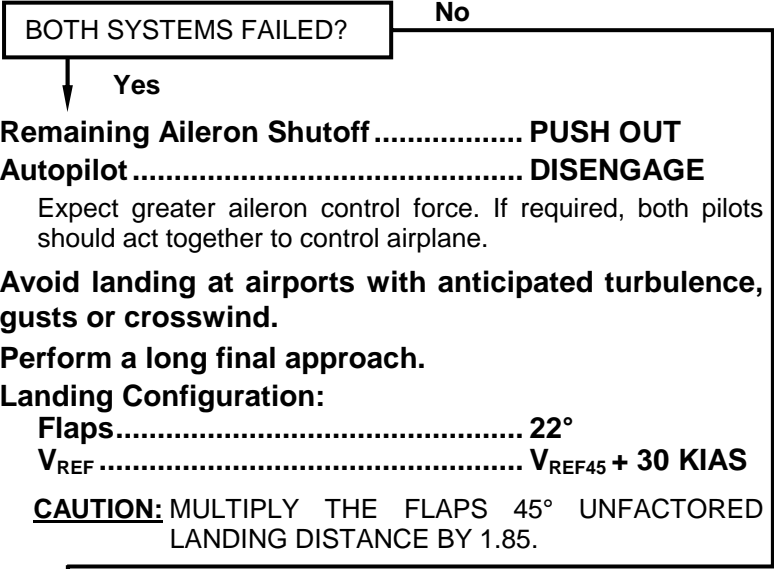 No
BOTH SYSTEMS FAILED?
Yes
Remaining Aileron Shutoff.................. PUSH OUT
Autopilot............................................... DISENGAGE
Expect greater aileron control force. If required, both pilots
should act together to control airplane.
Avoid landing at airports with anticipated turbulence,
gusts or crosswind.
Perform a long final approach.
Landing Configuration:
Flaps................................................. 22°
VREF................................................... VREF45 + 30 KIAS
CAUTION: MULTIPLY THE FLAPS 45° UNFACTORED
LANDING DISTANCE BY 1.85.